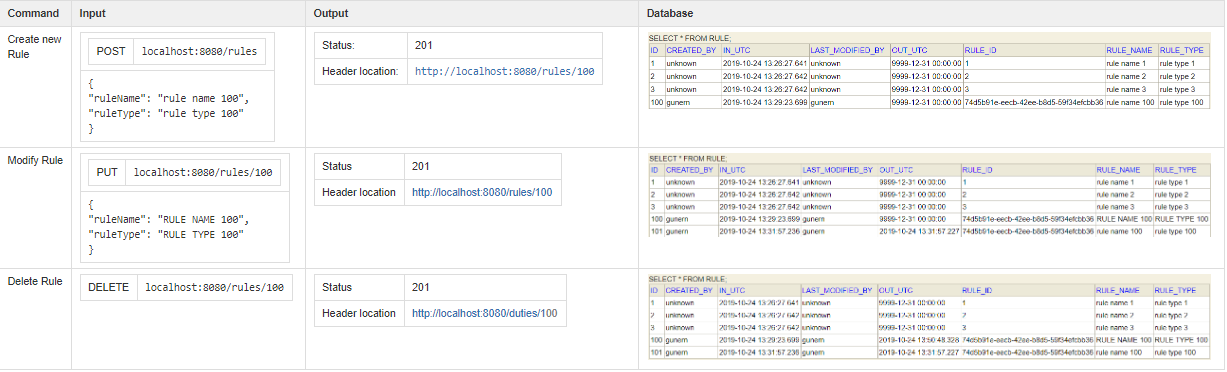 Command Input Output Database
Create new Rule
POST localhost:8080/rules
{
"ruleName": "rule name 100",
"ruleType": "rule type 100"
}
Status: 201
Header location: http://localhost:8080/rules/100
SELECT * FROM RULE;
ID CREATED_BY IN_UTC LAST_MODIFIED_BY OUT_UTC RULE_ID RULE_NAME RULE_TYPE
1 unknown 2019-10-24 13:26:27.641 unknown 9999-12-31 00:00:00 1 rule name 1 rule type 1
2 unknown 2019-10-24 13:26:27.642 unknown 9999-12-31 00:00:00 2 rule name 2 rule type 2
3 unknown 2019-10-24 13:26:27.642 unknown 9999-12-31 00:00:00 3 rule name 3 rule type 3
100 gunern 2019-10-24 13:29:23.699 gunern 9999-12-31 00:00:00 74d5b91e-eecb-42ee-b8d5-59f34efcbb36 rule name 100 rule type 100
Modify Rule
PUT localhost:8080/rules/100
{
"ruleName": "RULE NAME 100",
"ruleType": "RULE TYPE 100"
}
Status 201
Header location http://localhost:8080/rules/100
SELECT * FROM RULE;
ID CREATED_BY IN_UTC LAST_MODIFIED_BY OUT_UTC RULE_ID RULE_NAME RULE_TYPE
1 unknown 2019-10-24 13:26:27.641 unknown 9999-12-31 00:00:00 1 rule name 1 rule type 1
2 unknown 2019-10-24 13:26:27.642 unknown 9999-12-31 00:00:00 2 rule name 2 rule type 2
3 unknown 2019-10-24 13:26:27.642 unknown 9999-12-31 00:00:00 3 rule name 3 rule type 3
100 gunern 2019-10-24 13:29:23.699 gunern 9999-12-31 00:00:00 74d5b91e-eecb-42ee-b8d5-59f34efcbb36 RULE NAME 100 RULE TYPE 100
101 gunern 2019-10-24 13:31:57.236 gunern 2019-10-24 13:31:57.227 74d5b91e-eecb-42ee-b8d5-59f34efcbb36 rule name 100 rule type 100
Delete Rule
DELETE localhost:8080/rules/100
Status 201
Header location http://localhost:8080/duties/100
SELECT * FROM RULE;
ID CREATED_BY IN_UTC LAST_MODIFIED_BY OUT_UTC RULE_ID RULE_NAME RULE_TYPE
1 unknown 2019-10-24 13:26:27.641 unknown 9999-12-31 00:00:00 1 rule name 1 rule type 1
2 unknown 2019-10-24 13:26:27.642 unknown 9999-12-31 00:00:00 2 rule name 2 rule type 2
3 unknown 2019-10-24 13:26:27.642 unknown 9999-12-31 00:00:00 3 rule name 3 rule type 3
100 gunern 2019-10-24 13:29:23.699 gunern 2019-10-24 13:50:48.328 74d5b91e-eecb-42ee-b8d5-59f34efcbb36 RULE NAME 100 RULE TYPE 100
101 gunern 2019-10-24 13:31:57.236 gunern 2019-10-24 13:31:57.227 74d5b91e-eecb-42ee-b8d5-59f34efcbb36 rule name 100 rule type 100